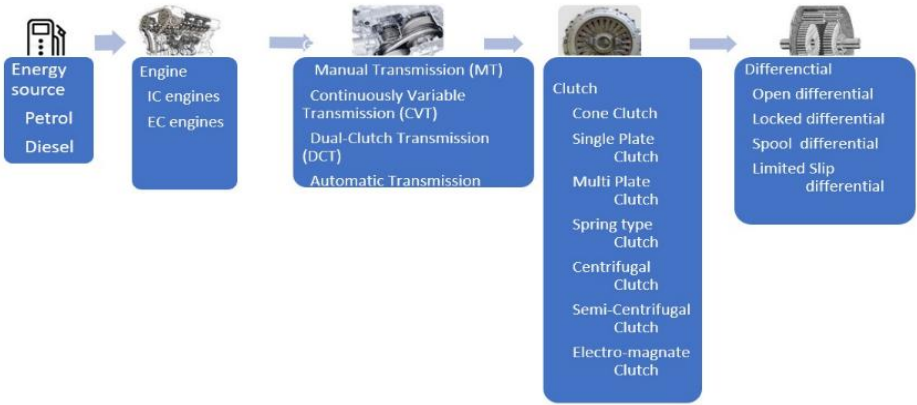 Energy
source
Petrol
Diesel
Engine
IC engines
EC engines
Manual Transmission (MT)
Continuously Variable
Transmission (CVT)
Dual-Clutch Transmission
(DCT)
Automatic Transmission
Clutch
Cone Clutch
Single Plate
Clutch
Multi Plate
Clutch
Spring type
Clutch
Centrifugal
Clutch
Semi-Centrifugal
Clutch
Electro-magnate
Clutch
Differenctial
Open differential
Locked differential
Spool differential
Limited Slip
differential